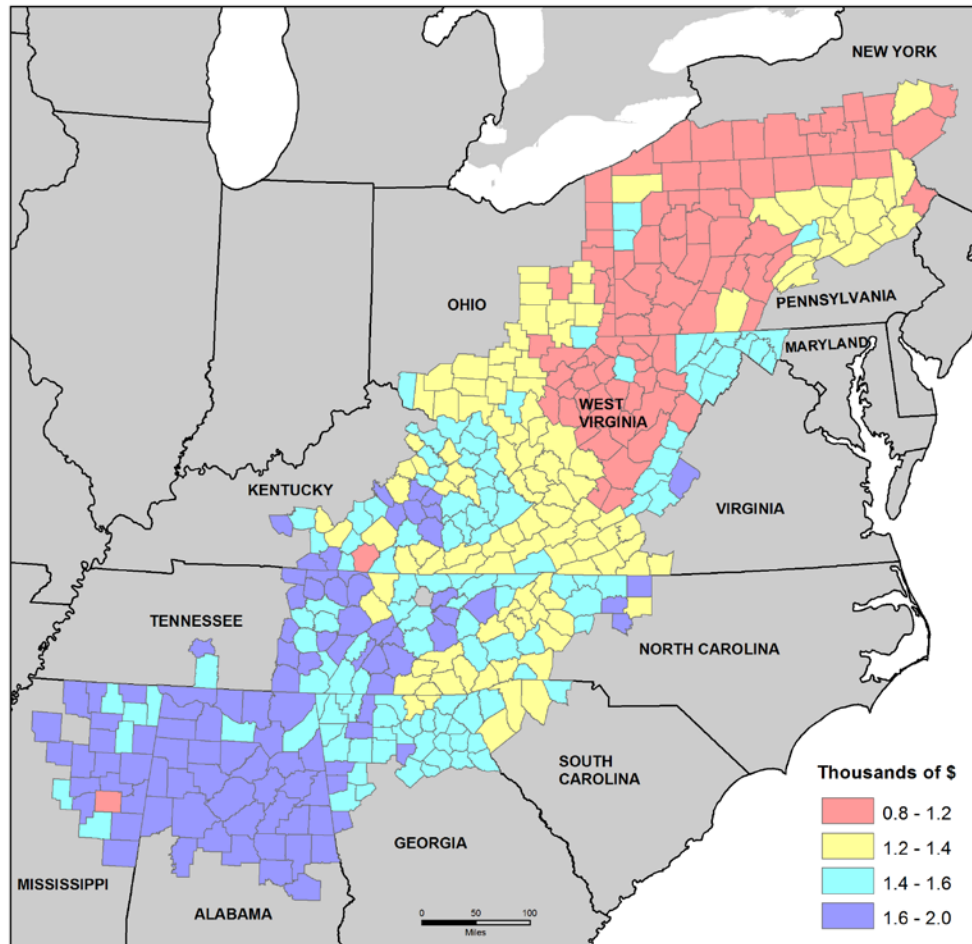 NEW YORK
PENNSYLVANIA
OHIO
MARYLAND
WEST
VIRGINIA
KENTUCKY
VIRGINIA
TENNESSEE
NORTH CAROLINA
SOUTH
CAROLINA
GEORGIA
MISSISSIPPI
ALABAMA
Thousands of $
0.8 - 1.2
1.2 - 1.4
1.4 - 1.6
1.6 - 2.0
0 50 100
Miles